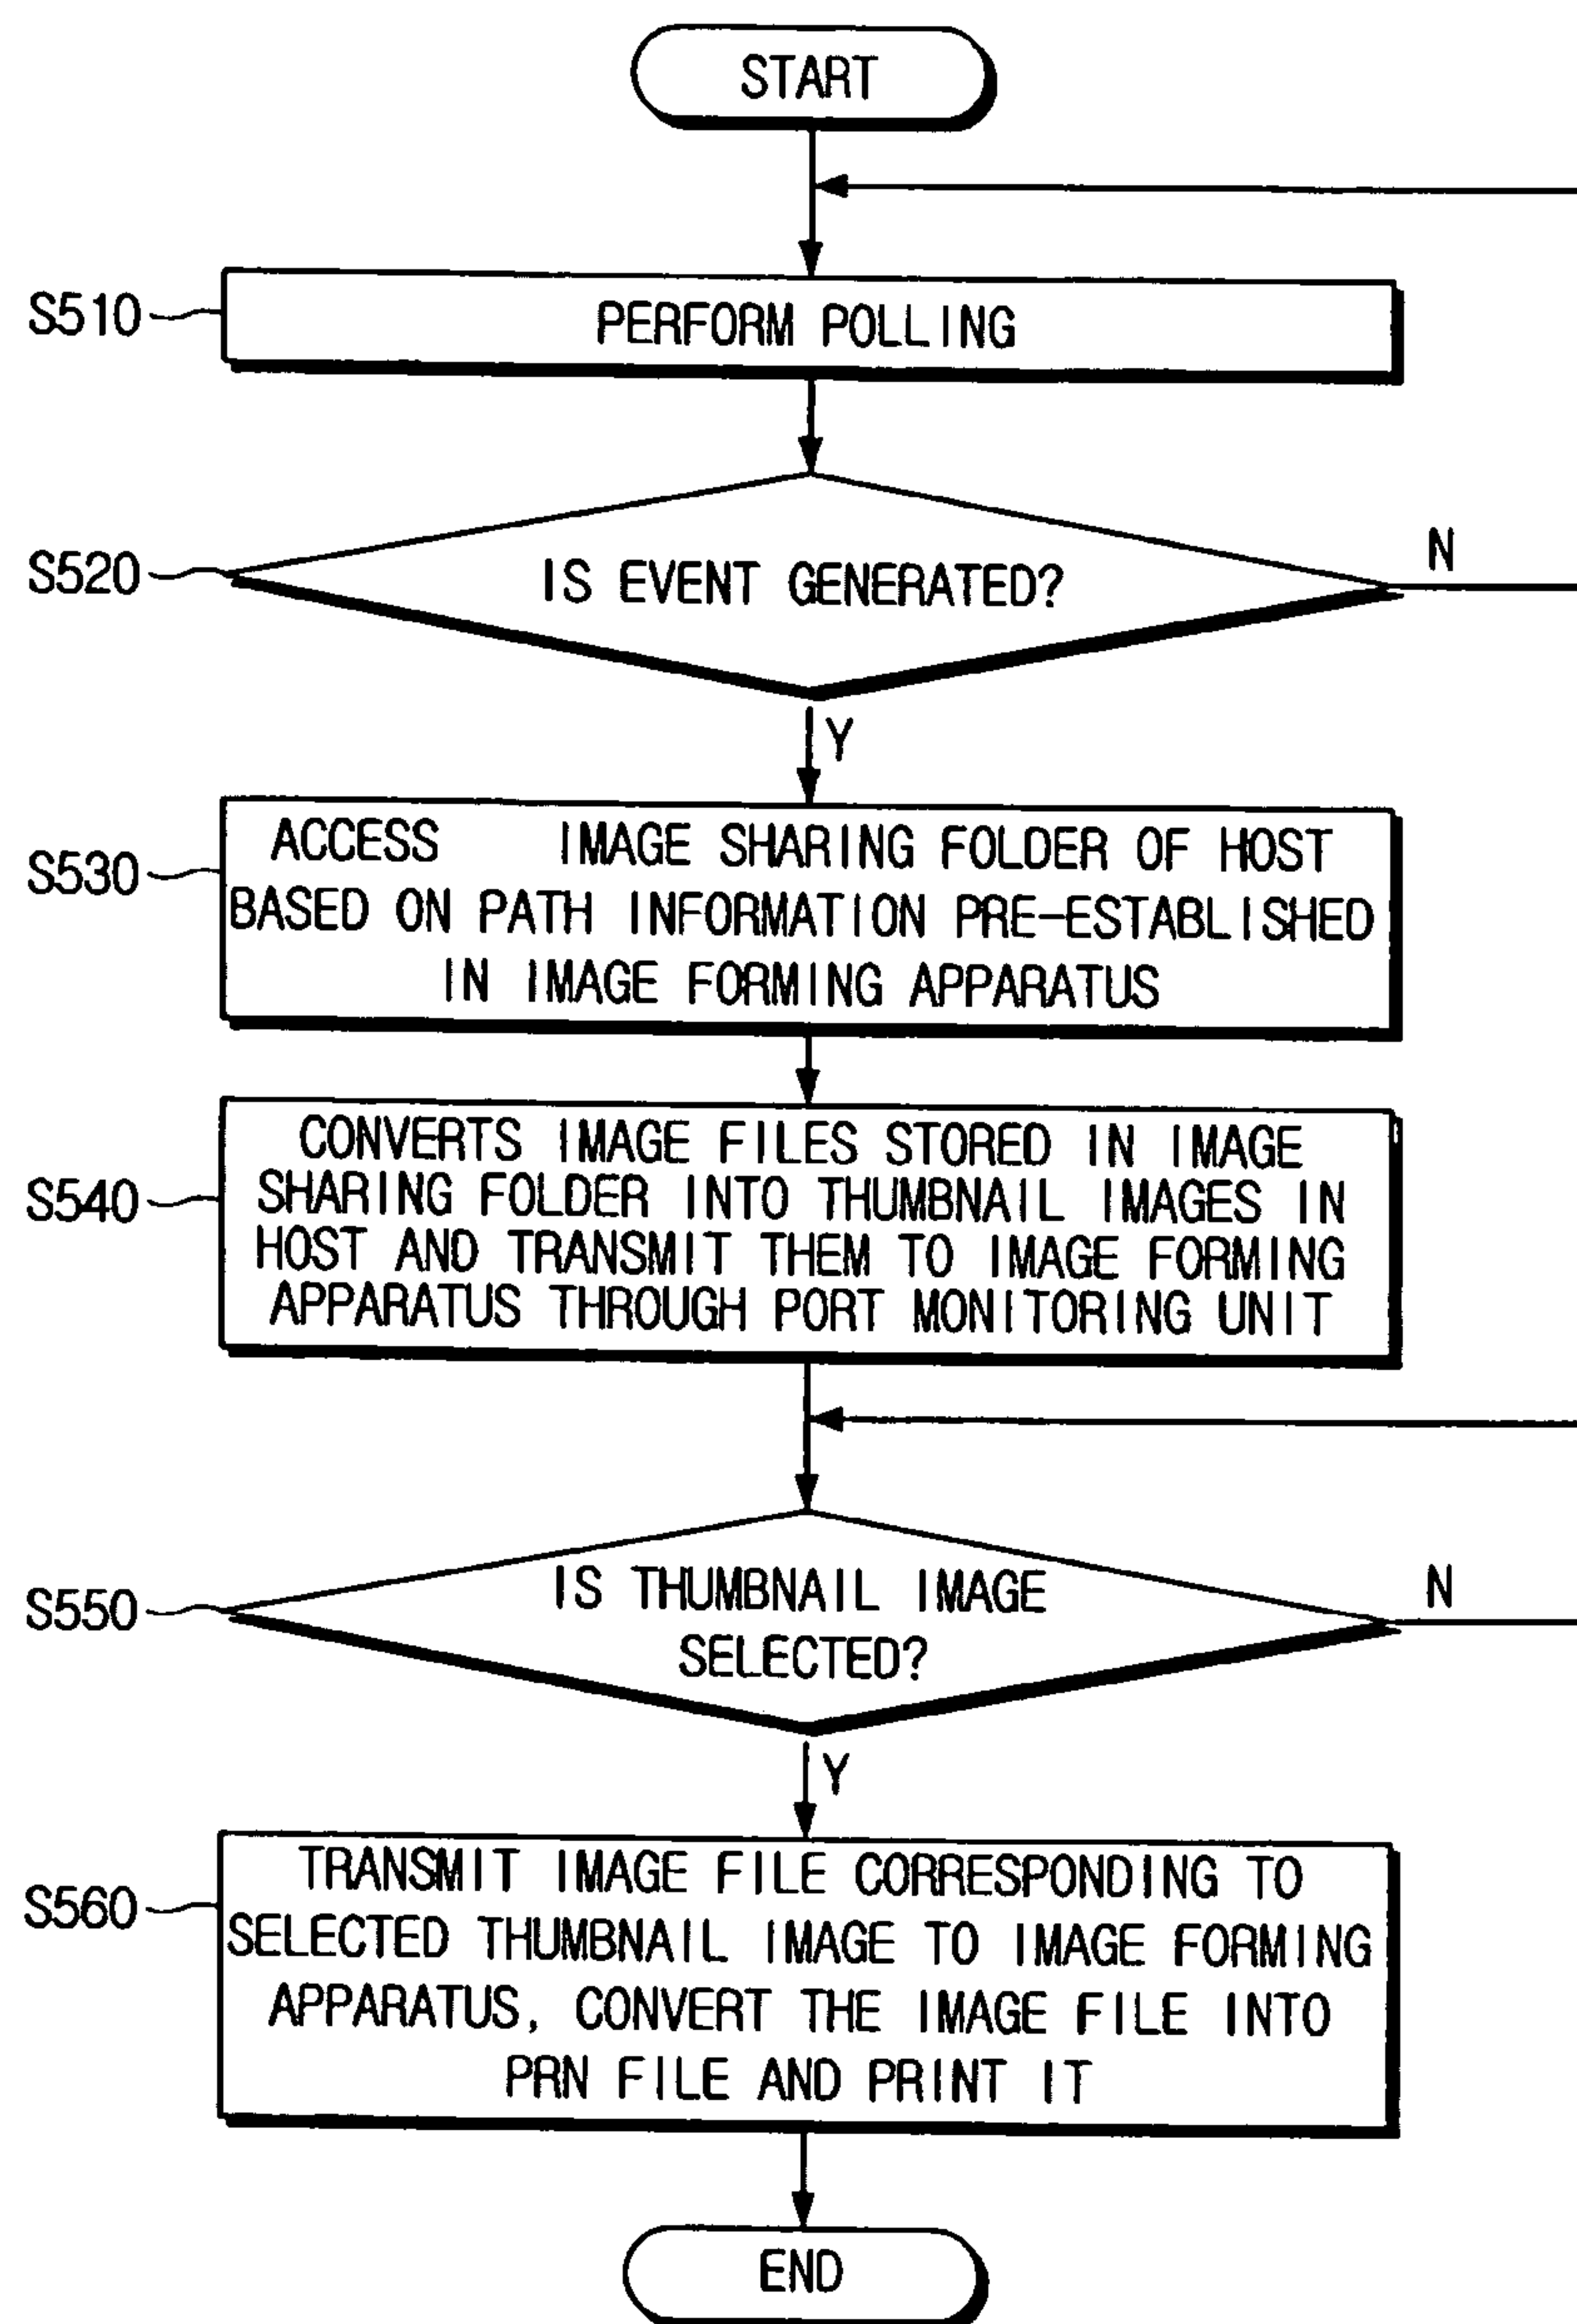 START
S510
PERFORM POLLING
S520
IS EVENT GENERATED?
N
Y
S530
ACCESS IMAGE SHARING FOLDER OF HOST
BASED ON PATH INFORMATION PRE-ESTABLISHED
IN IMAGE FORMING APPARATUS
S540
CONVERTS IMAGE FILES STORED IN IMAGE
SHARING FOLDER INTO THUMBNAIL IMAGES IN
HOST AND TRANSMIT THEM TO IMAGE FORMING
APPARATUS THROUGH PORT MONITORING UNIT
S550
IS THUMBNAIL IMAGE
SELECTED?
N
Y
S560
TRANSMIT IMAGE FILE CORRESPONDING TO
SELECTED THUMBNAIL IMAGE TO IMAGE FORMING
APPARATUS, CONVERT THE IMAGE FILE INTO
PRN FILE AND PRINT IT
END